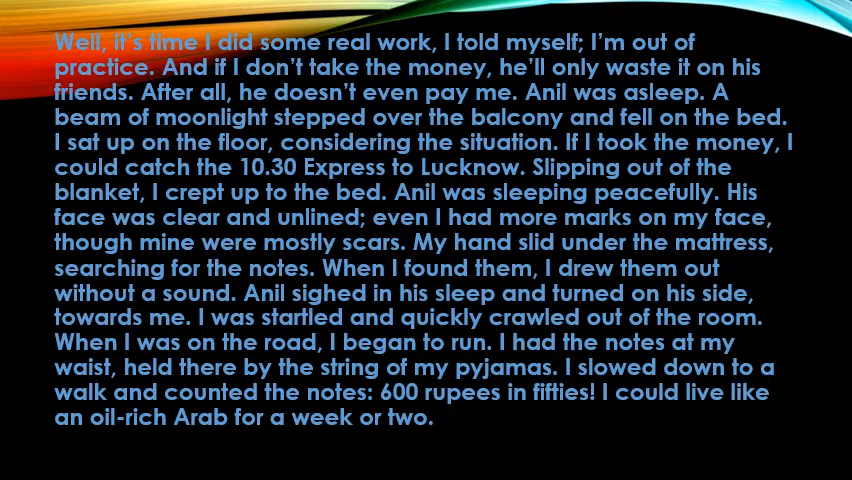 Well, it’s time I did some real work, I told myself; I’m out of
practice. And if I don’t take the money, he’ll only waste it on his
friends. After all, he doesn’t even pay me. Anil was asleep. A
beam of moonlight stepped over the balcony and fell on the bed.
I sat up on the floor, considering the situation. If I took the money, I
could catch the 10.30 Express to Lucknow. Slipping out of the
blanket, I crept up to the bed. Anil was sleeping peacefully. His
face was clear and unlined; even I had more marks on my face,
though mine were mostly scars. My hand slid under the mattress,
searching for the notes. When I found them, I drew them out
without a sound. Anil sighed in his sleep and turned on his side,
towards me. I was startled and quickly crawled out of the room.
When I was on the road, I began to run. I had the notes at my
waist, held there by the string of my pyjamas. I slowed down to a
walk and counted the notes: 600 rupees in fifties! I could live like
an oil-rich Arab for a week or two.